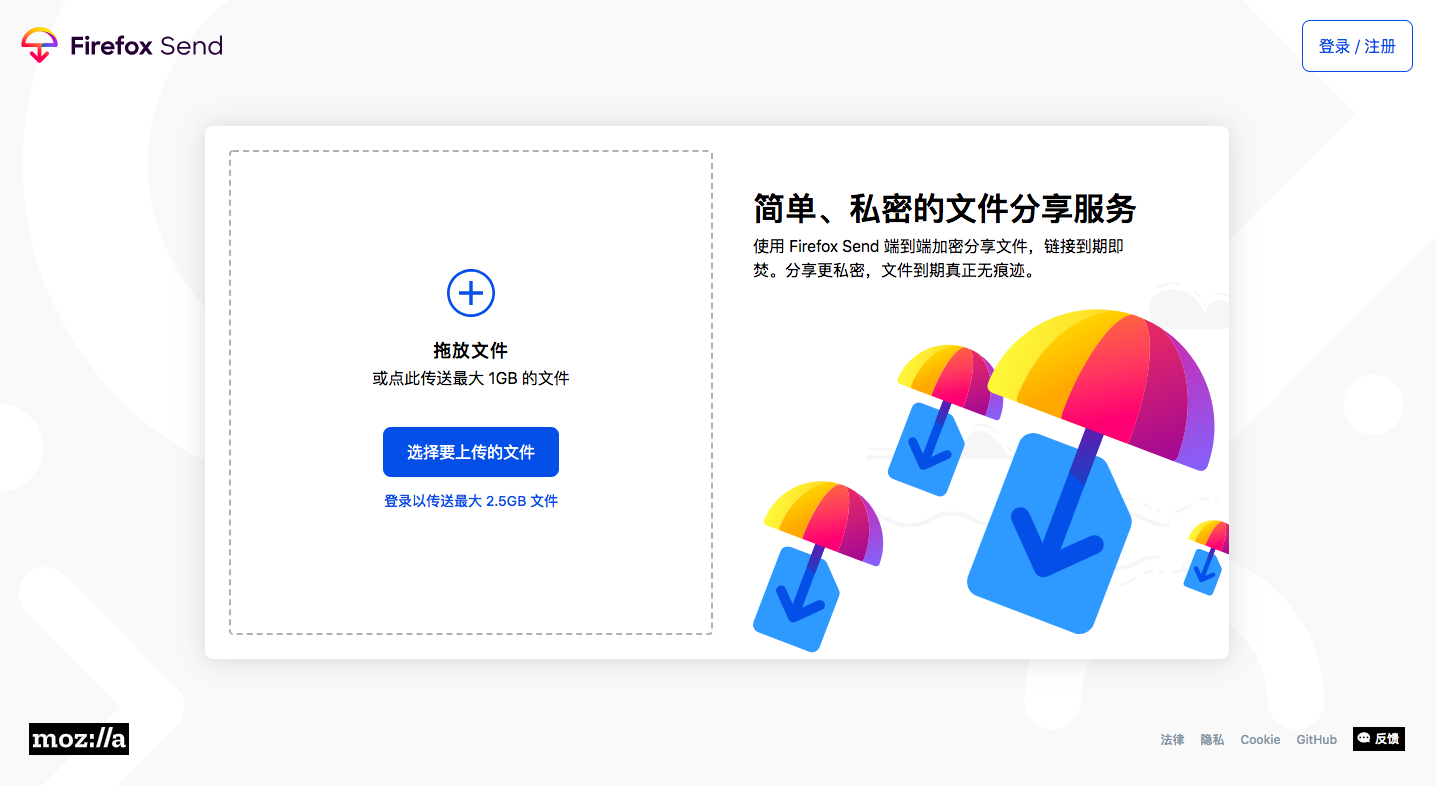 Firefox Send
登录 / 注册
拖放文件
或点此传送最大 1GB 的文件
选择要上传的文件
登录以传送最大 2.5GB 文件
简单、私密的文件分享服务
使用 Firefox Send 端到端加密分享文件，链接到期即
焚。分享更私密，文件到期真正无痕迹。
moz://a
法律 隐私 Cookie GitHub 反馈